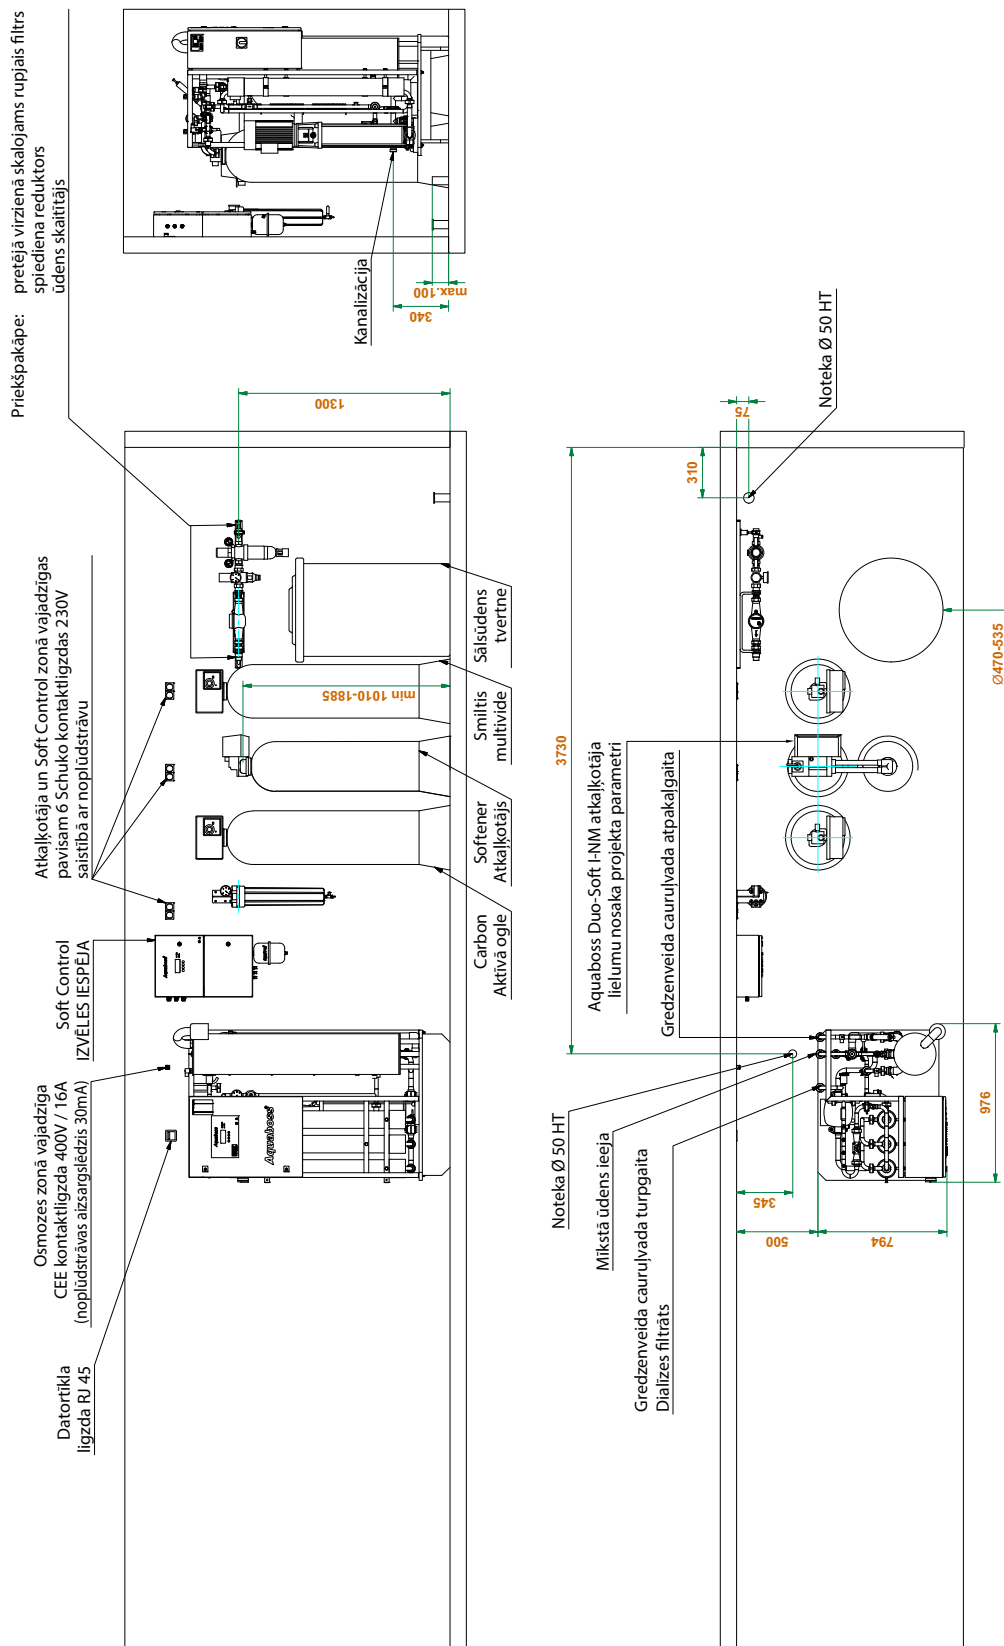 Priekšpakāpe:
pretējā virzienā skalojams rupjais filtrs
spiediena reduktors
ūdens skaitītājs
Kanalizācija
max.100
340
Datortīkla
ligzda RJ 45
Osmozes zonā vajadzīga
CEE kontaktligzda 400V / 16A
(noplūdstrāvas aizsargslēdzis 30mA)
Soft Control
IZVĒLES IESPĒJA
Atkaļķotāja un Soft Control zonā vajadzīgas
pavisam 6 Schuko kontaktligzdas 230V
saistībā ar noplūdstrāvu
1300
min 1010-1885
Aquaboss
Aquaboss
Carbon
Aktīvā ogle
Softener
Atkaļķotājs
Smiltis
multivide
Sālsūdens
tvertne
3730
310
75
Noteka Ø 50 HT
Noteka Ø 50 HT
Mīkstā ūdens ieeja
Gredzenveida cauruļvada turpgaita
Dialīzes filtrāts
Aquaboss Duo-Soft I-NM atkaļķotāja
lielumu nosaka projekta parametri
Gredzenveida cauruļvada atpakaļgaita
345
500
794
976
Ø470-535